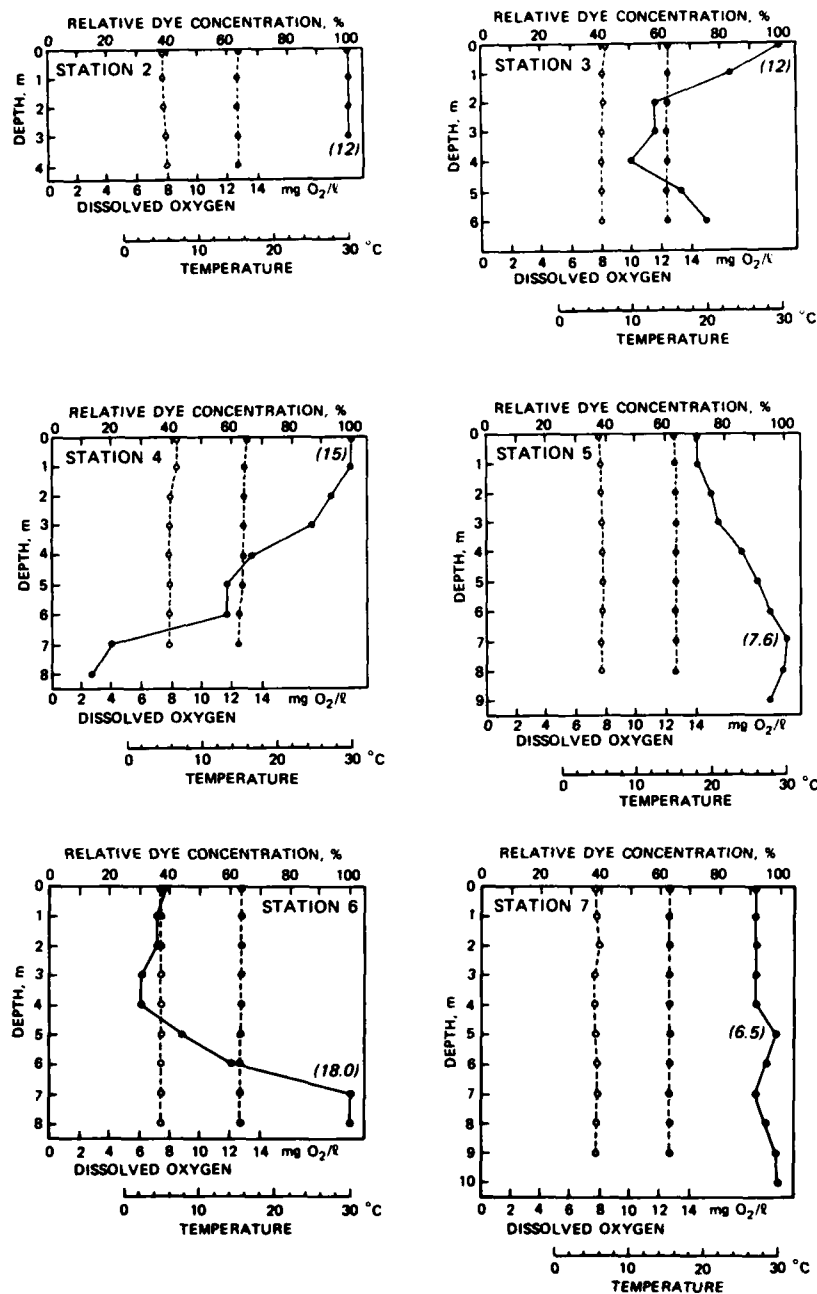 RELATIVE DYE CONCENTRATION, %
0 20 40 60 80 100
STATION 2
DEPTH, m
0
1
2
3
4
(12)
0 2 4 6 8 10 12 14 mg O2/ℓ
DISSOLVED OXYGEN
0 10 20 30 °C
TEMPERATURE
RELATIVE DYE CONCENTRATION, %
0 20 40 60 80 100
STATION 3
DEPTH, m
0
1
2
3
4
5
6
(12)
0 2 4 6 8 10 12 14 mg O2/ℓ
DISSOLVED OXYGEN
0 10 20 30 °C
TEMPERATURE
RELATIVE DYE CONCENTRATION, %
0 20 40 60 80 100
STATION 4
DEPTH, m
0
1
2
3
4
5
6
7
8
(15)
0 2 4 6 8 10 12 14 mg O2/ℓ
DISSOLVED OXYGEN
0 10 20 30 °C
TEMPERATURE
RELATIVE DYE CONCENTRATION, %
0 20 40 60 80 100
STATION 5
DEPTH, m
0
1
2
3
4
5
6
7
8
9
(7.6)
0 2 4 6 8 10 12 14 mg O2/ℓ
DISSOLVED OXYGEN
0 10 20 30 °C
TEMPERATURE
RELATIVE DYE CONCENTRATION, %
0 20 40 60 80 100
STATION 6
DEPTH, m
0
1
2
3
4
5
6
7
8
(18.0)
0 2 4 6 8 10 12 14 mg O2/ℓ
DISSOLVED OXYGEN
0 10 20 30 °C
TEMPERATURE
RELATIVE DYE CONCENTRATION, %
0 20 40 60 80 100
STATION 7
DEPTH, m
0
1
2
3
4
5
6
7
8
9
10
(6.5)
0 2 4 6 8 10 12 14 mg O2/ℓ
DISSOLVED OXYGEN
0 10 20 30 °C
TEMPERATURE